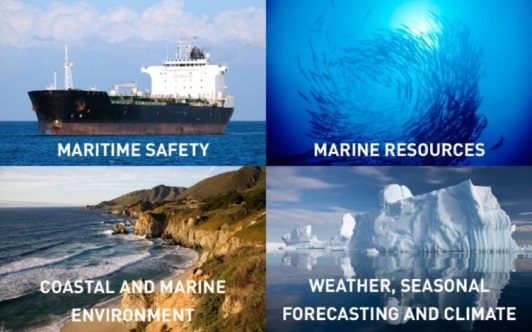 MARITIME SAFETY
MARINE RESOURCES
COASTAL AND MARINE
ENVIRONMENT
WEATHER, SEASONAL
FORECASTING AND CLIMATE